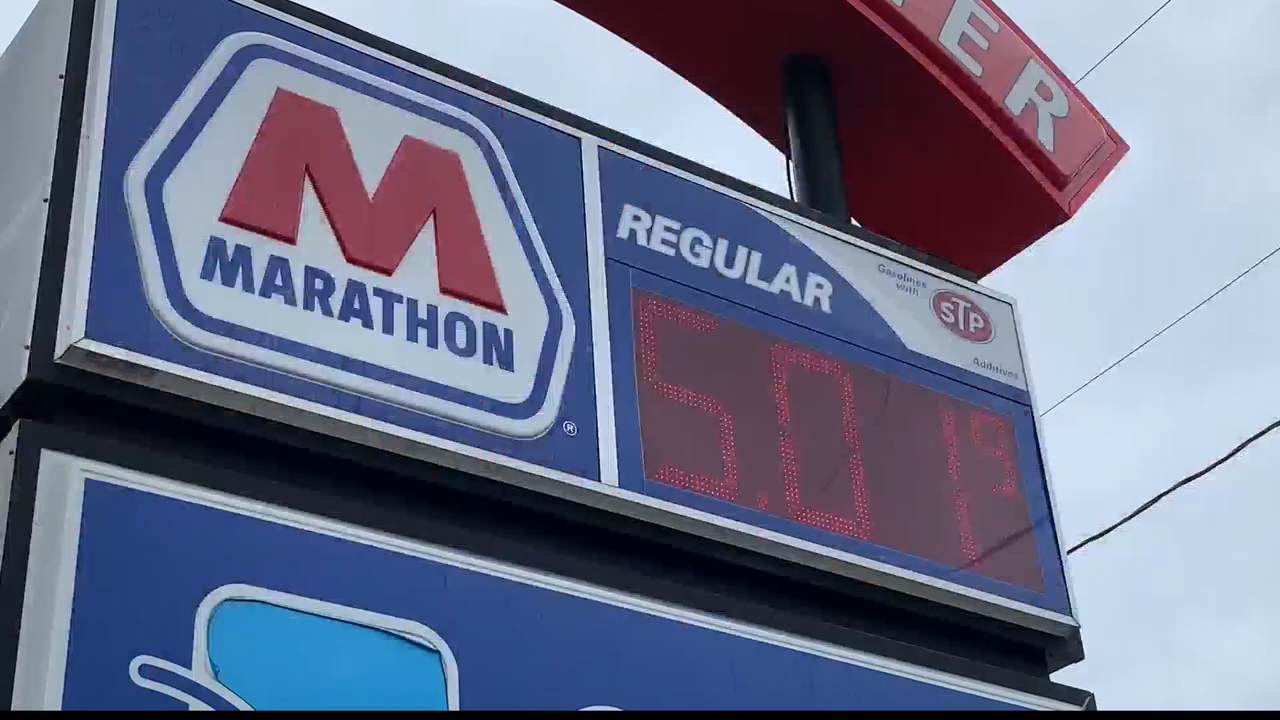 ER
M
MARATHON
®
REGULAR
Gasolines
with
STP
Additives
5.01 9